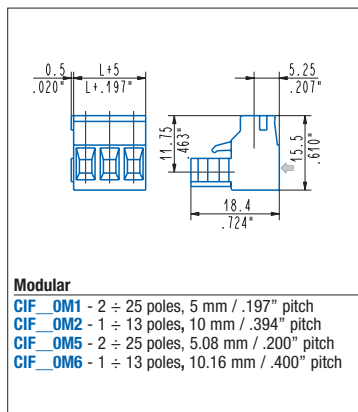 0.5 L+5 5.25
.020" L+.197" .207"
11.75
.463"
15.5
.610"
18.4
.724"
Modular
CIF__0M1 - 2 ÷ 25 poles, 5 mm / .197” pitch
CIF__0M2 - 1 ÷ 13 poles, 10 mm / .394” pitch
CIF__0M5 - 2 ÷ 25 poles, 5.08 mm / .200” pitch
CIF__0M6 - 1 ÷ 13 poles, 10.16 mm / .400” pitch